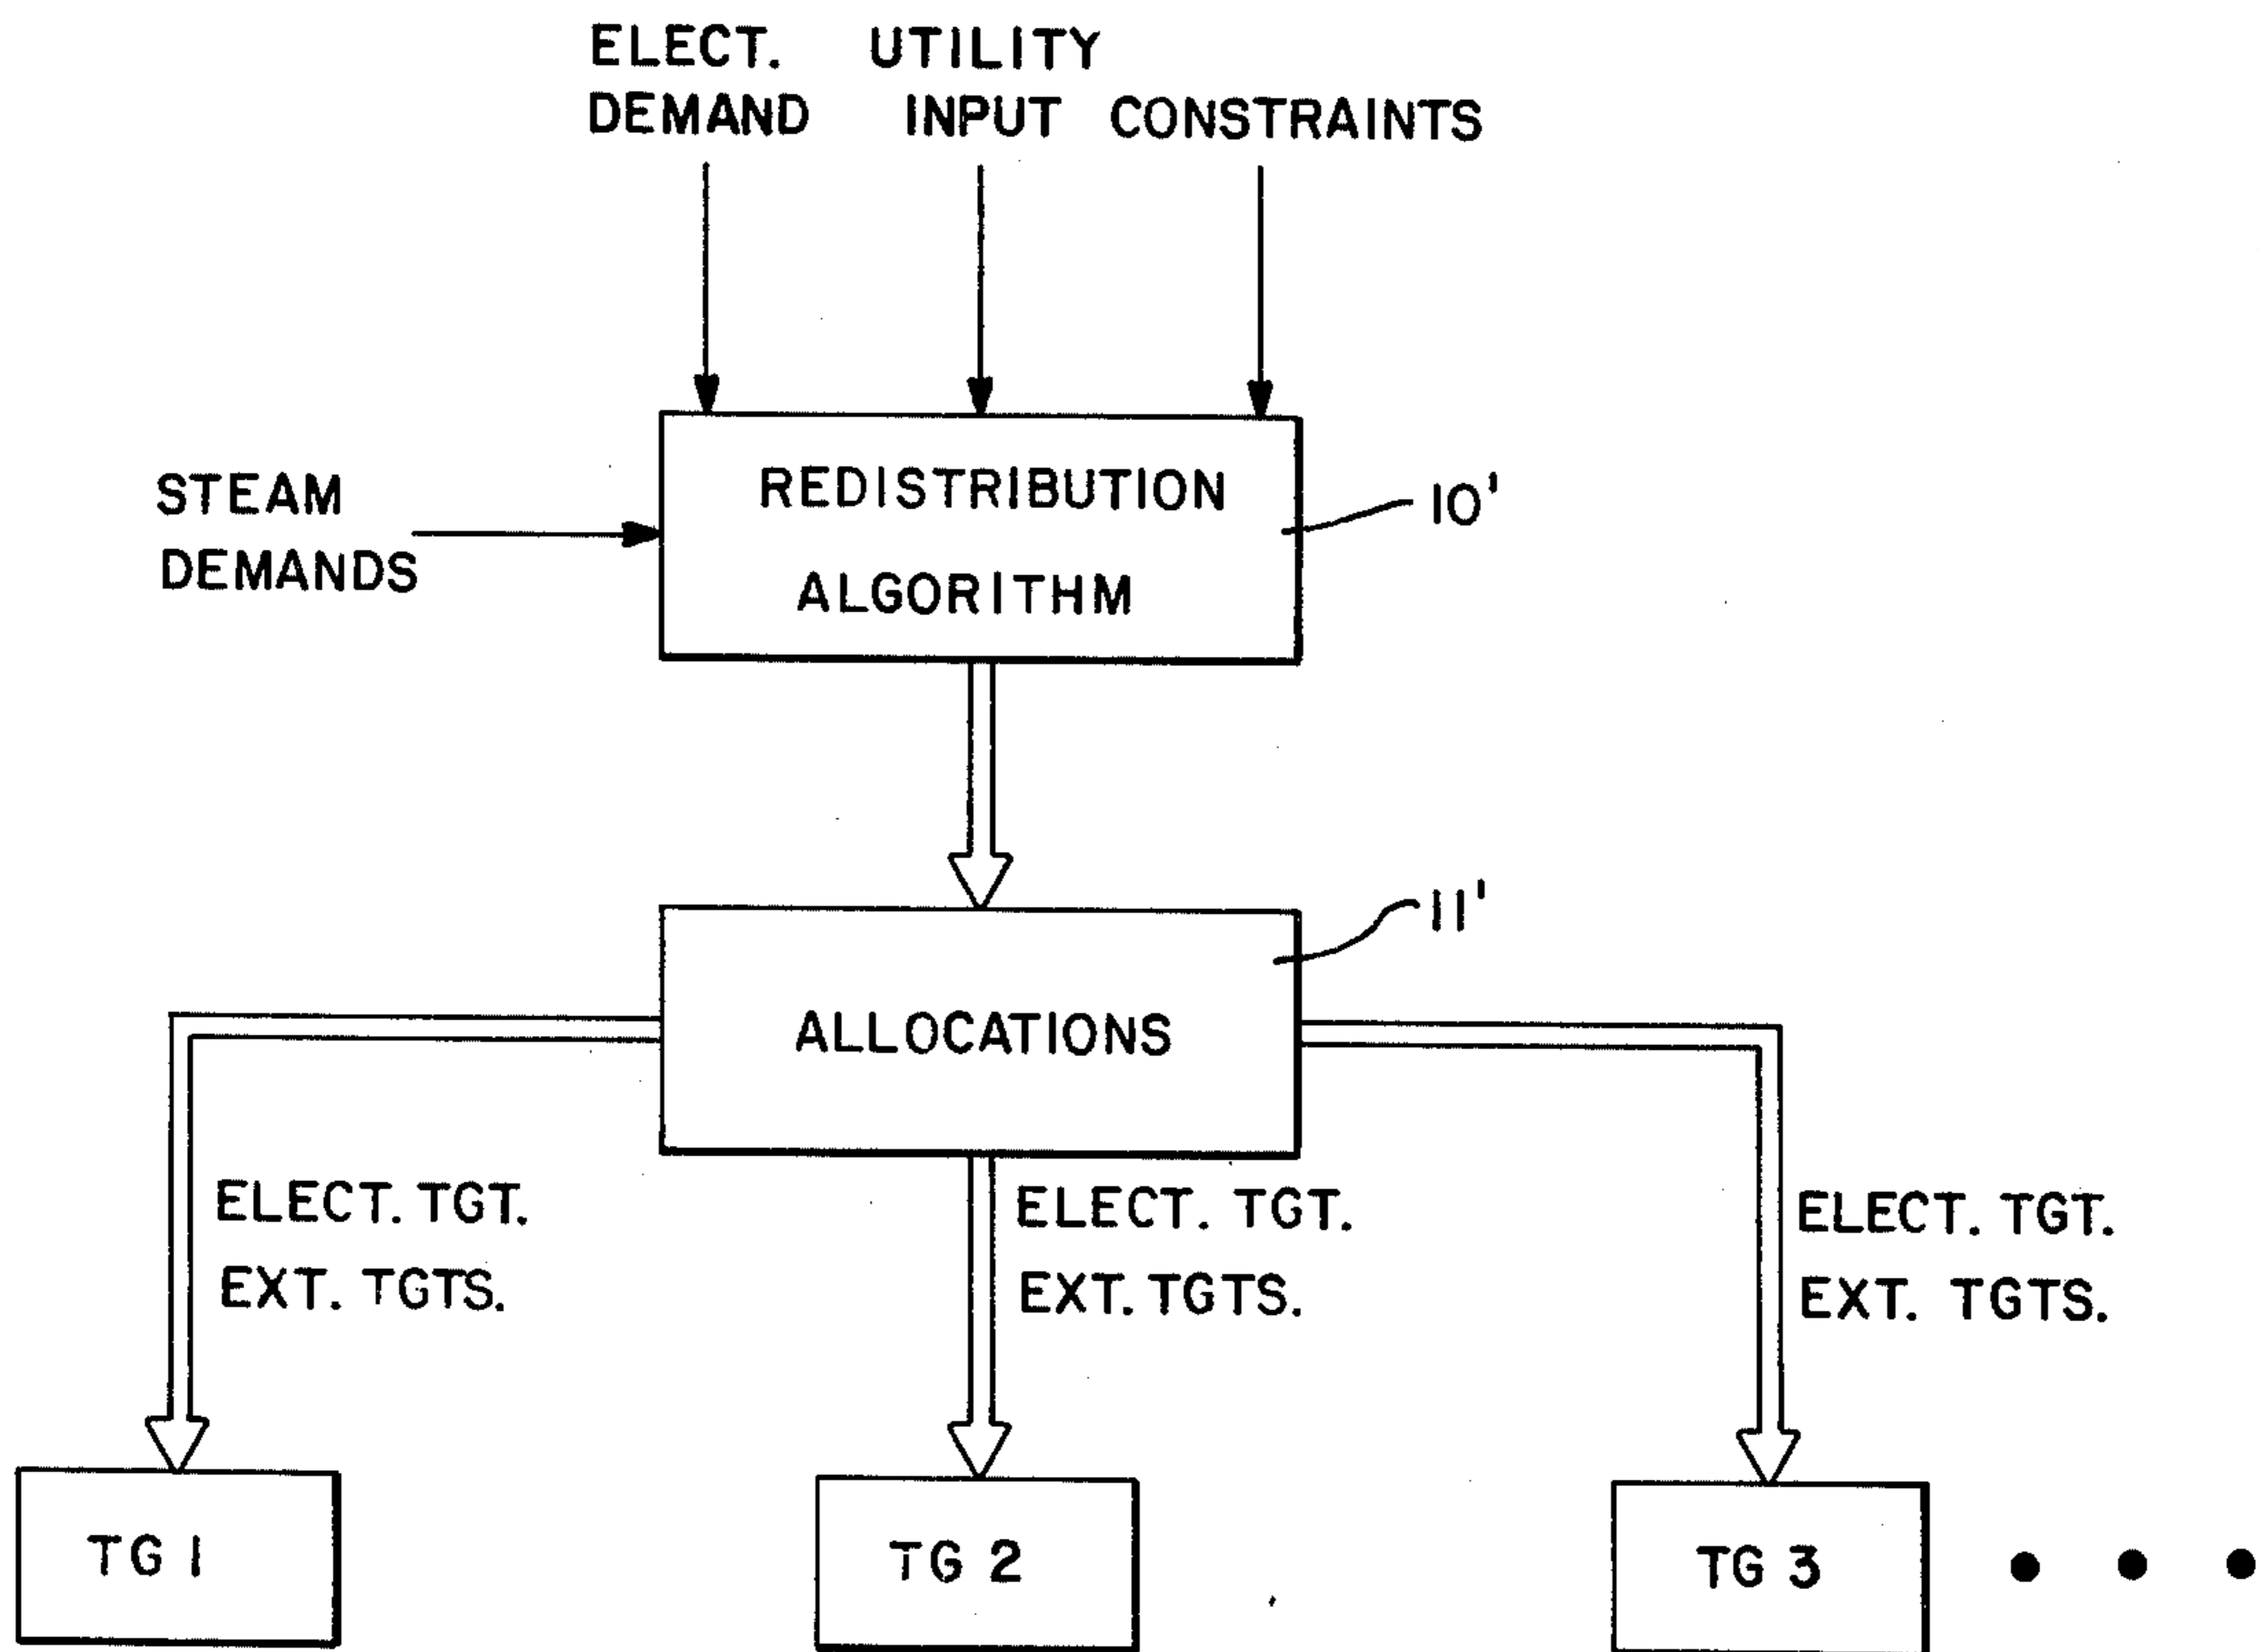 ELECT. UTILITY
DEMAND INPUT CONSTRAINTS
STEAM
DEMANDS
REDISTRIBUTION
ALGORITHM
10'
11'
ALLOCATIONS
ELECT. TGT.
EXT. TGTS.
ELECT. TGT.
EXT. TGTS.
ELECT. TGT.
EXT. TGTS.
TG 1
TG 2
TG 3 • • •